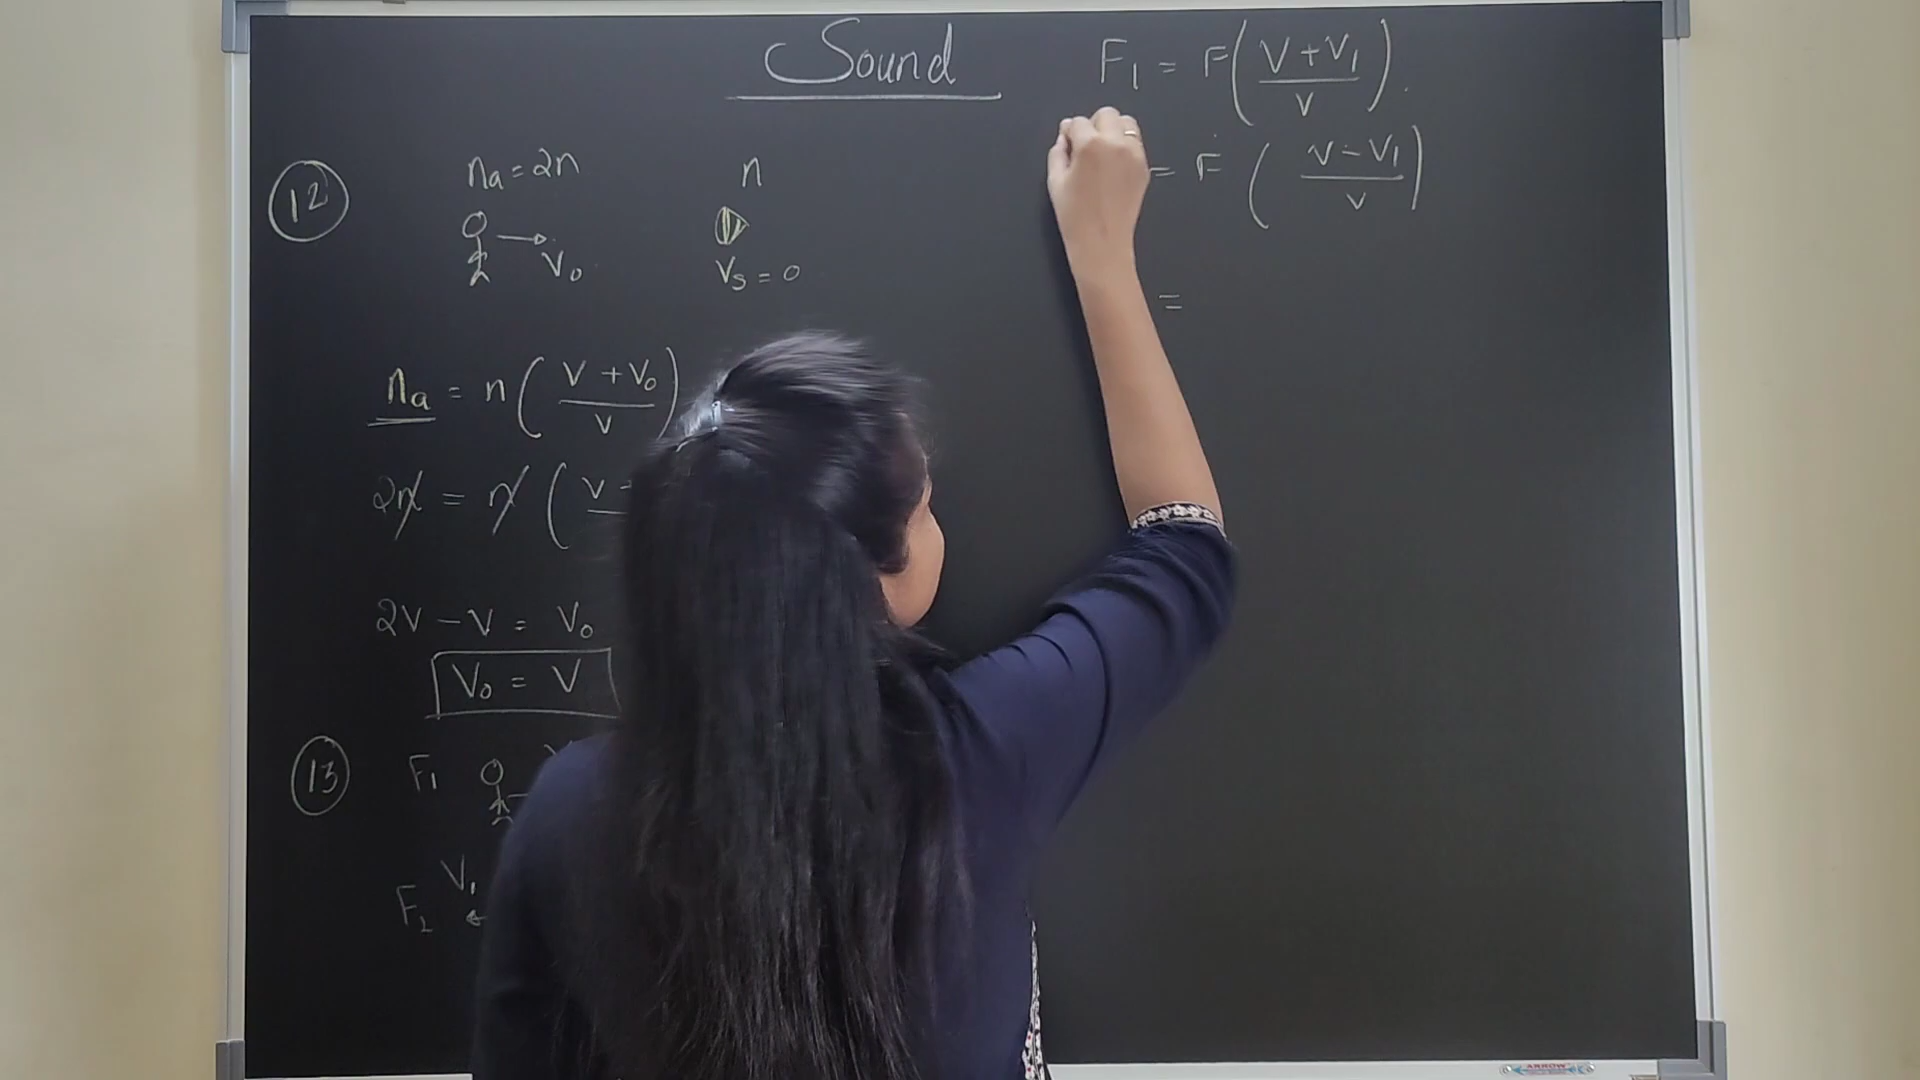 Sound
F₁ = F ( (V + V₁) / V ).
= F ( (V - V₁) / V )
=
12
nₐ = 2n
n
V₀
Vₛ = 0
nₐ = n ( (V + V₀) / V )
2n = n ( V
2V - V = V₀
V₀ = V
13
F₁
V₁
F₂
ARROW